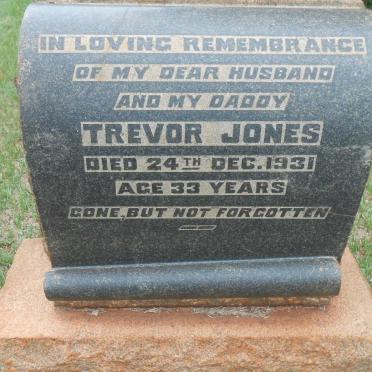 IN LOVING REMEMBRANCE
OF MY DEAR HUSBAND
AND MY DADDY
TREVOR JONES
DIED 24TH DEC. 1931
AGE 33 YEARS
GONE, BUT NOT FORGOTTEN